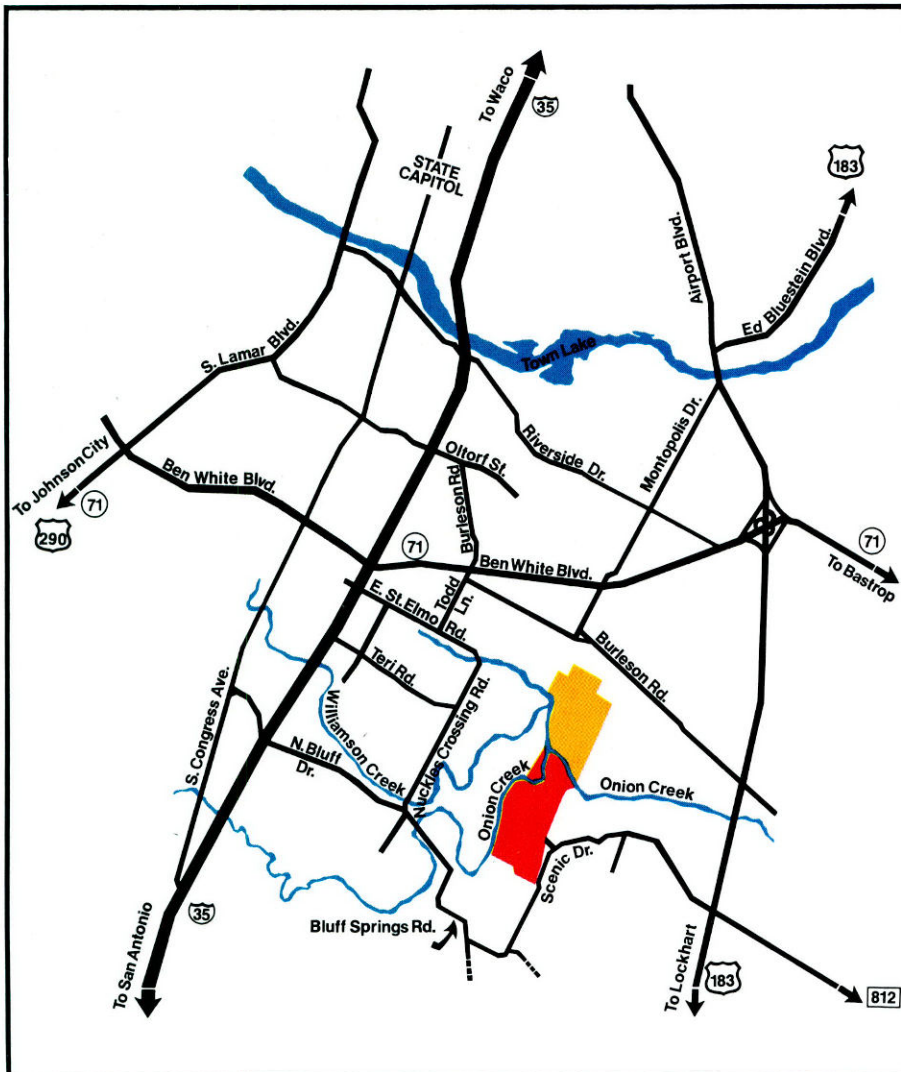 To Waco
35
STATE
CAPITOL
183
Airport Blvd.
Ed Bluestein Blvd.
S. Lamar Blvd.
Town Lake
To Johnson City
71
290
Ben White Blvd.
Oltorf St.
Riverside Dr.
Montopolis Dr.
Burleson Rd.
71
Ben White Blvd.
71
To Bastrop
E. St. Elmo Rd.
Todd
Ln.
Teri Rd.
Burleson Rd.
S. Congress Ave.
Williamson Creek
Nuckles Crossing Rd.
N. Bluff
Dr.
Onion Creek
Onion Creek
Scenic Dr.
Bluff Springs Rd.
35
To San Antonio
To Lockhart
183
812